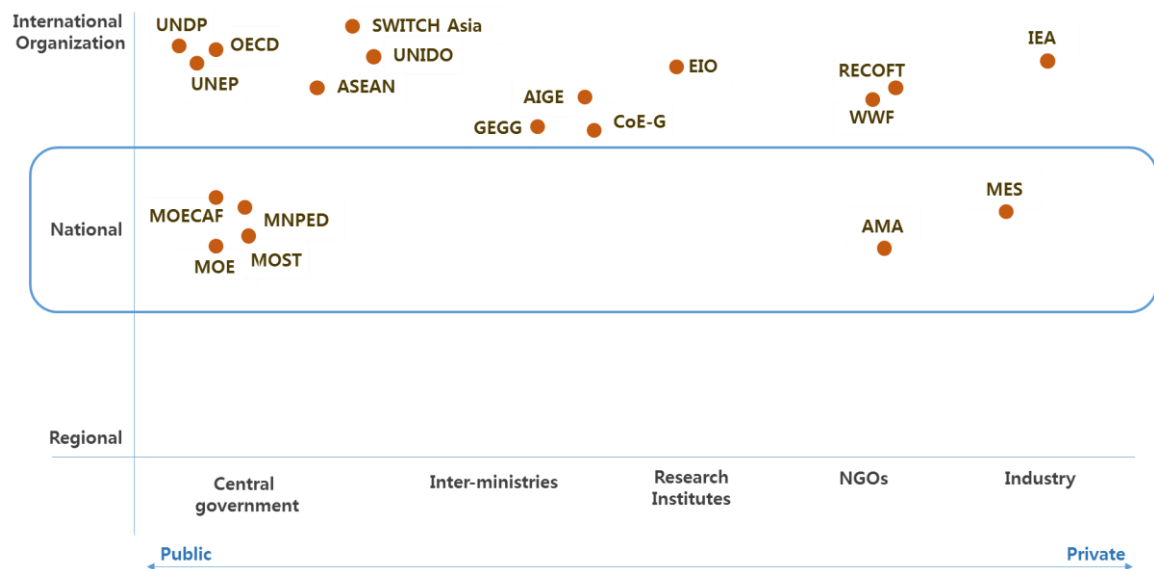 International
Organization
UNDP
OECD
UNEP
SWITCH Asia
UNIDO
ASEAN
AIGE
GEGG
CoE-G
EIO
RECOFT
WWF
IEA
National
MOECAF
MNPED
MOE
MOST
AMA
MES
Regional
Central
government
Inter-ministries
Research
Institutes
NGOs
Industry
Public
Private